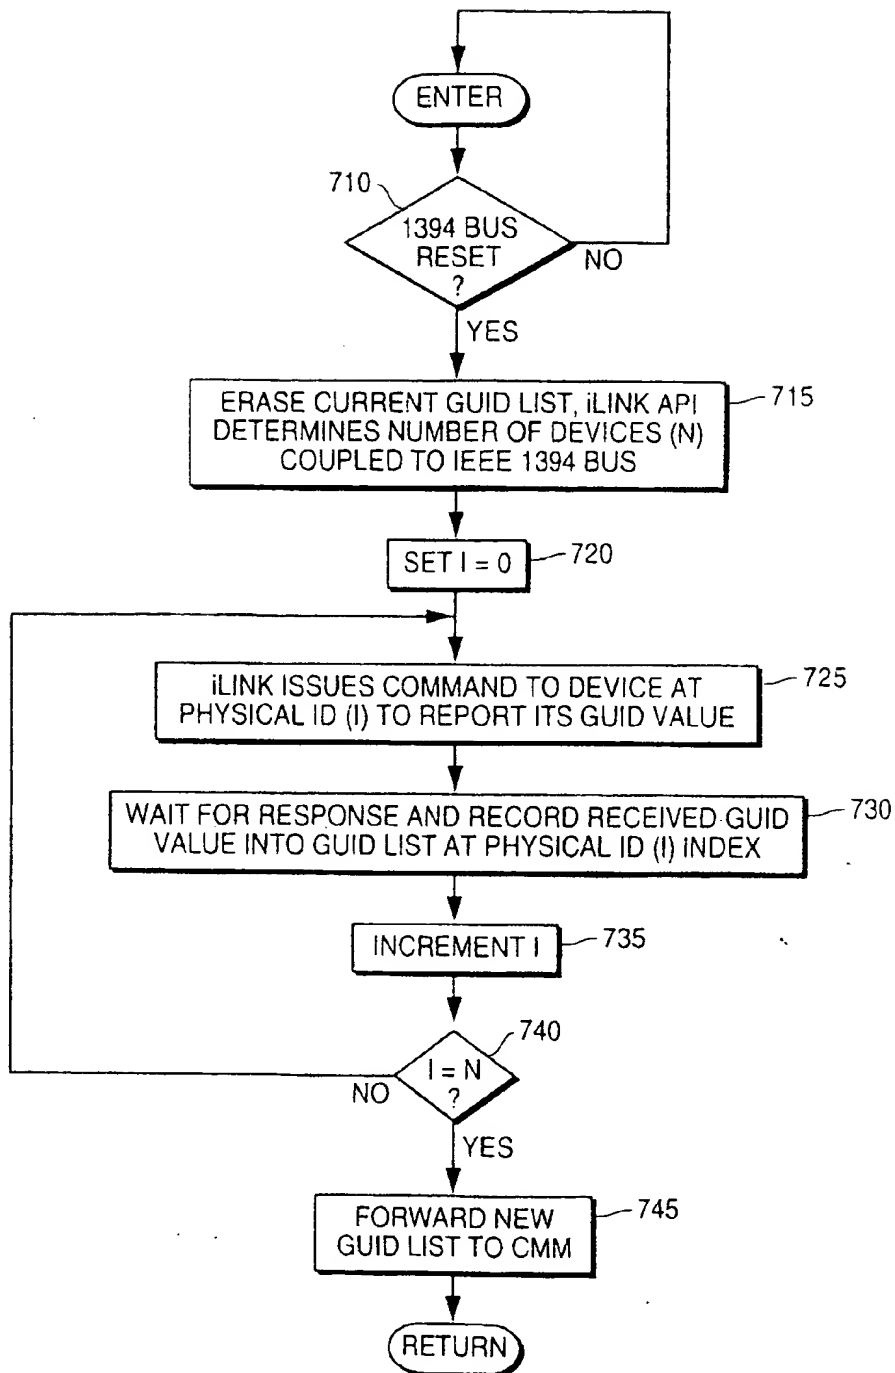 ENTER
710
1394 BUS
RESET
?
NO
YES
ERASE CURRENT GUID LIST, iLINK API
DETERMINES NUMBER OF DEVICES (N)
COUPLED TO IEEE 1394 BUS
715
SET I = 0
720
iLINK ISSUES COMMAND TO DEVICE AT
PHYSICAL ID (I) TO REPORT ITS GUID VALUE
725
WAIT FOR RESPONSE AND RECORD RECEIVED GUID
VALUE INTO GUID LIST AT PHYSICAL ID (I) INDEX
730
INCREMENT I
735
740
I = N
?
NO
YES
FORWARD NEW
GUID LIST TO CMM
745
RETURN